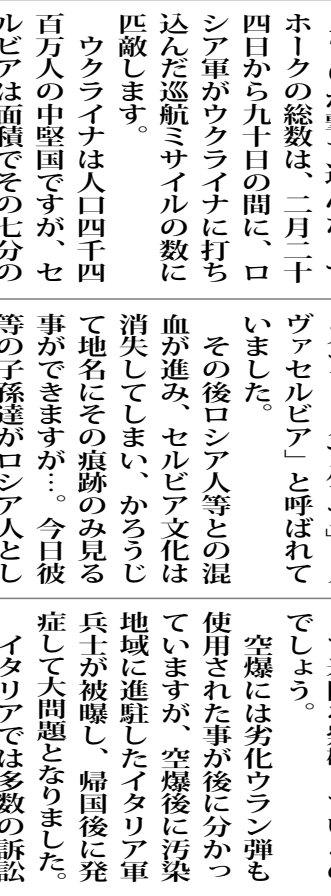 ホークの総数は、二月二十
四日から九十日の間に、ロ
シア軍がウクライナに打ち
込んだ巡航ミサイルの数に
匹敵します。
ウクライナは人口四千四
百万人の中堅国ですが、セ
ルビアは面積でその七分の
ヴァセルビア」と呼ばれて
いました。
その後ロシア人等との混
血が進み、セルビア文化は
消失してしまい、かろうじ
て地名にその痕跡のみ見る
事ができますが…。今日彼
等の子孫達がロシア人とし
でしょう。
空爆には劣化ウラン弾も
使用された事が後に分かっ
ていますが、空爆後に汚染
地域に進駐したイタリア軍
兵士が被曝し、帰国後に発
症して大問題となりました。
イタリアでは多数の訴訟